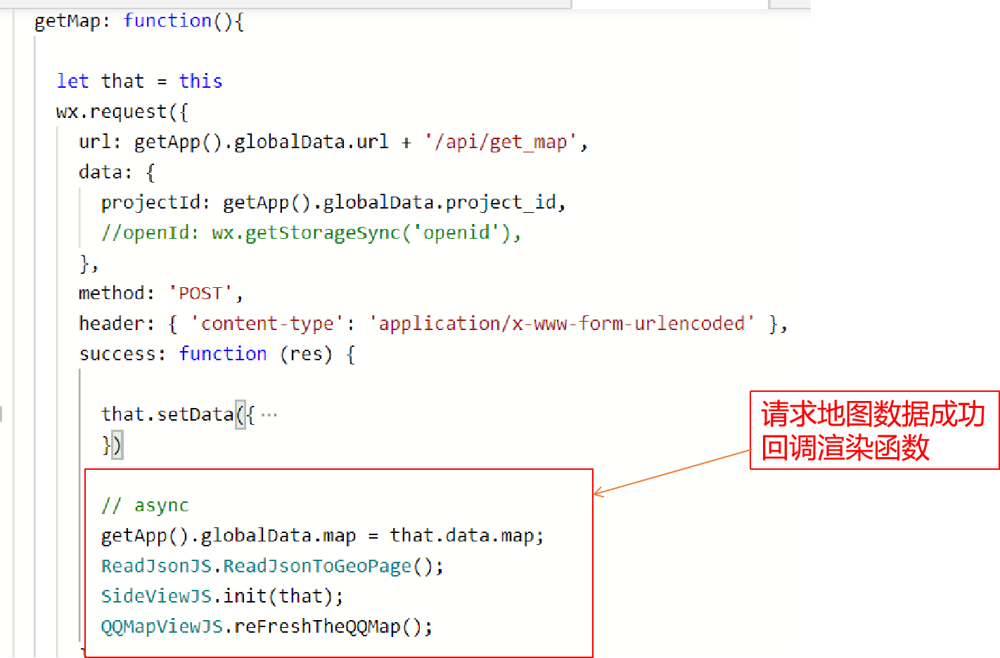 getMap: function(){
let that = this
wx.request({
url: getApp().globalData.url + '/api/get_map',
data: {
projectId: getApp().globalData.project_id,
//openId: wx.getStorageSync('openid'),
},
method: 'POST',
header: { 'content-type': 'application/x-www-form-urlencoded' },
success: function (res) {
that.setData({ ···
})
请求地图数据成功
回调渲染函数
// async
getApp().globalData.map = that.data.map;
ReadJsonJS.ReadJsonToGeoPage();
SideViewJS.init(that);
QQMapViewJS.reFreshTheQQMap();